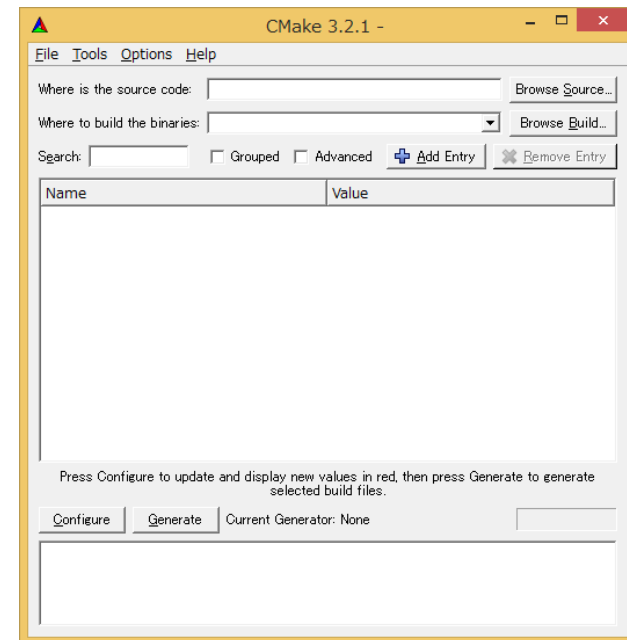 CMake 3.2.1 -
File Tools Options Help
Where is the source code: Browse Source...
Where to build the binaries: Browse Build...
Search: Grouped Advanced Add Entry Remove Entry
Name Value
Press Configure to update and display new values in red, then press Generate to generate
selected build files.
Configure Generate Current Generator: None